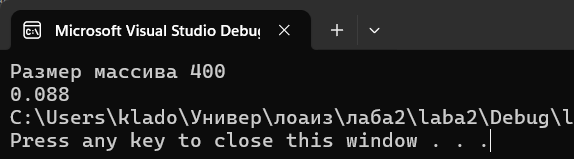 Microsoft Visual Studio Debug
Размер массива 400
0.088
C:\Users\klado\Универ\лоаиз\лаба2\laba2\Debug\l
Press any key to close this window . . .